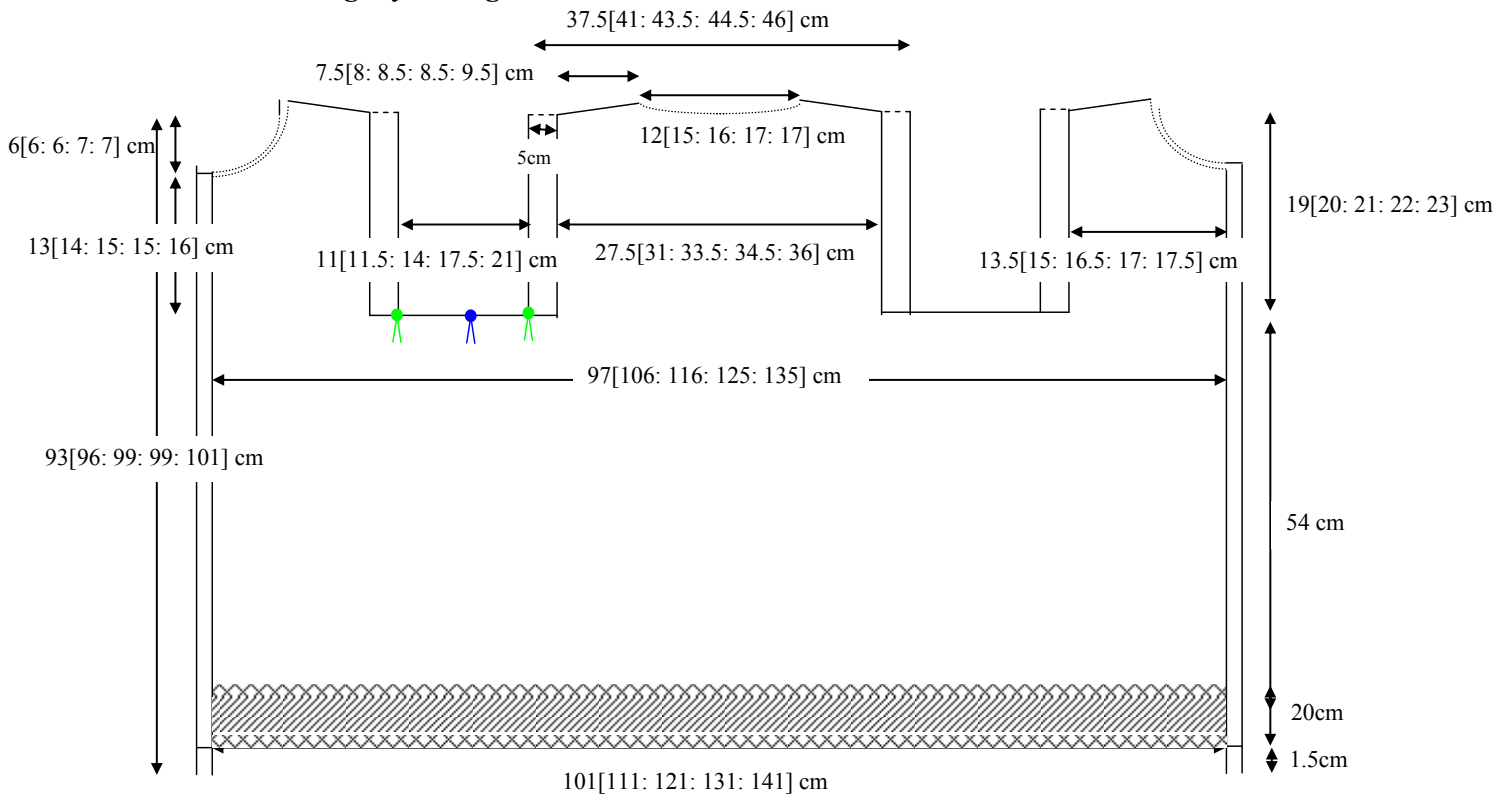 37.5[41: 43.5: 44.5: 46] cm
7.5[8: 8.5: 8.5: 9.5] cm
12[15: 16: 17: 17] cm
6[6: 6: 7: 7] cm
5cm
19[20: 21: 22: 23] cm
13[14: 15: 15: 16] cm
11[11.5: 14: 17.5: 21] cm
27.5[31: 33.5: 34.5: 36] cm
13.5[15: 16.5: 17: 17.5] cm
97[106: 116: 125: 135] cm
93[96: 99: 99: 101] cm
54 cm
20cm
1.5cm
101[111: 121: 131: 141] cm